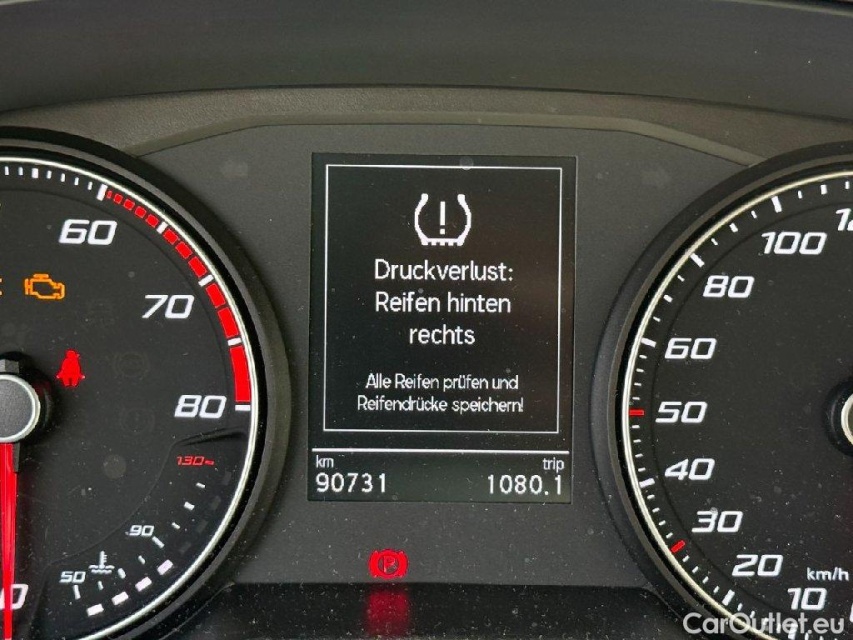 60
70
80
130
90
50
Druckverlust:
Reifen hinten
rechts
Alle Reifen prüfen und
Reifendrücke speichern!
km
trip
90731
1080.1
P
100
80
60
50
40
30
20
10
km/h
CarOutlet.eu